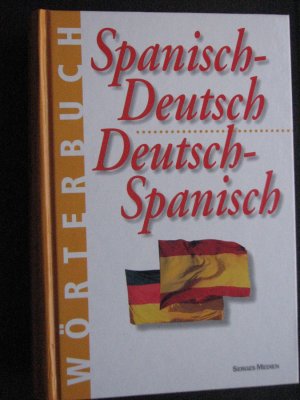 WÖRTERBUCH
Spanisch-
Deutsch
Deutsch-
Spanisch
SERGES MEDIEN